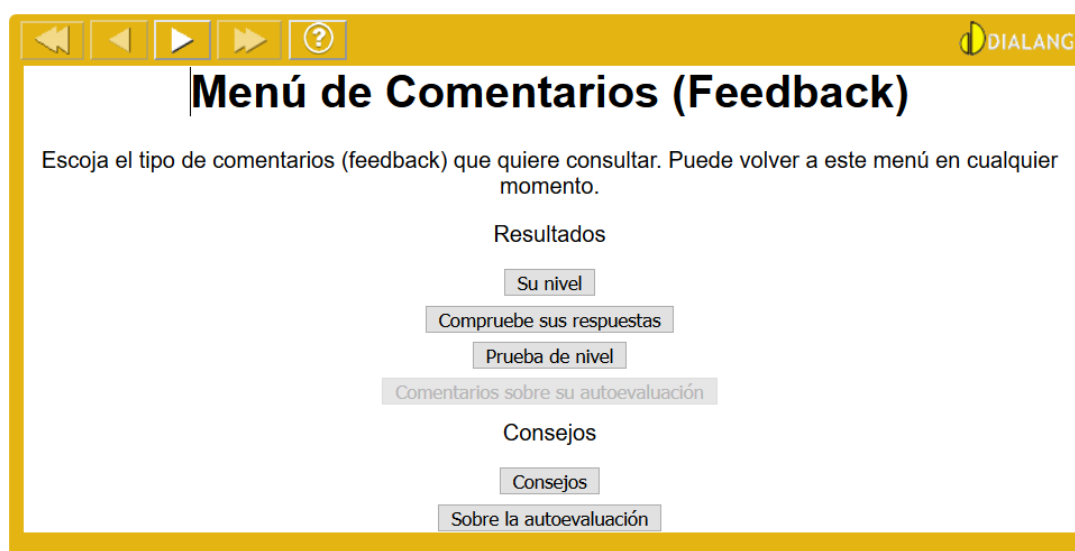 ?
DIALANG
Menú de Comentarios (Feedback)
Escoja el tipo de comentarios (feedback) que quiere consultar. Puede volver a este menú en cualquier
momento.
Resultados
Su nivel
Compruebe sus respuestas
Prueba de nivel
Comentarios sobre su autoevaluación
Consejos
Consejos
Sobre la autoevaluación